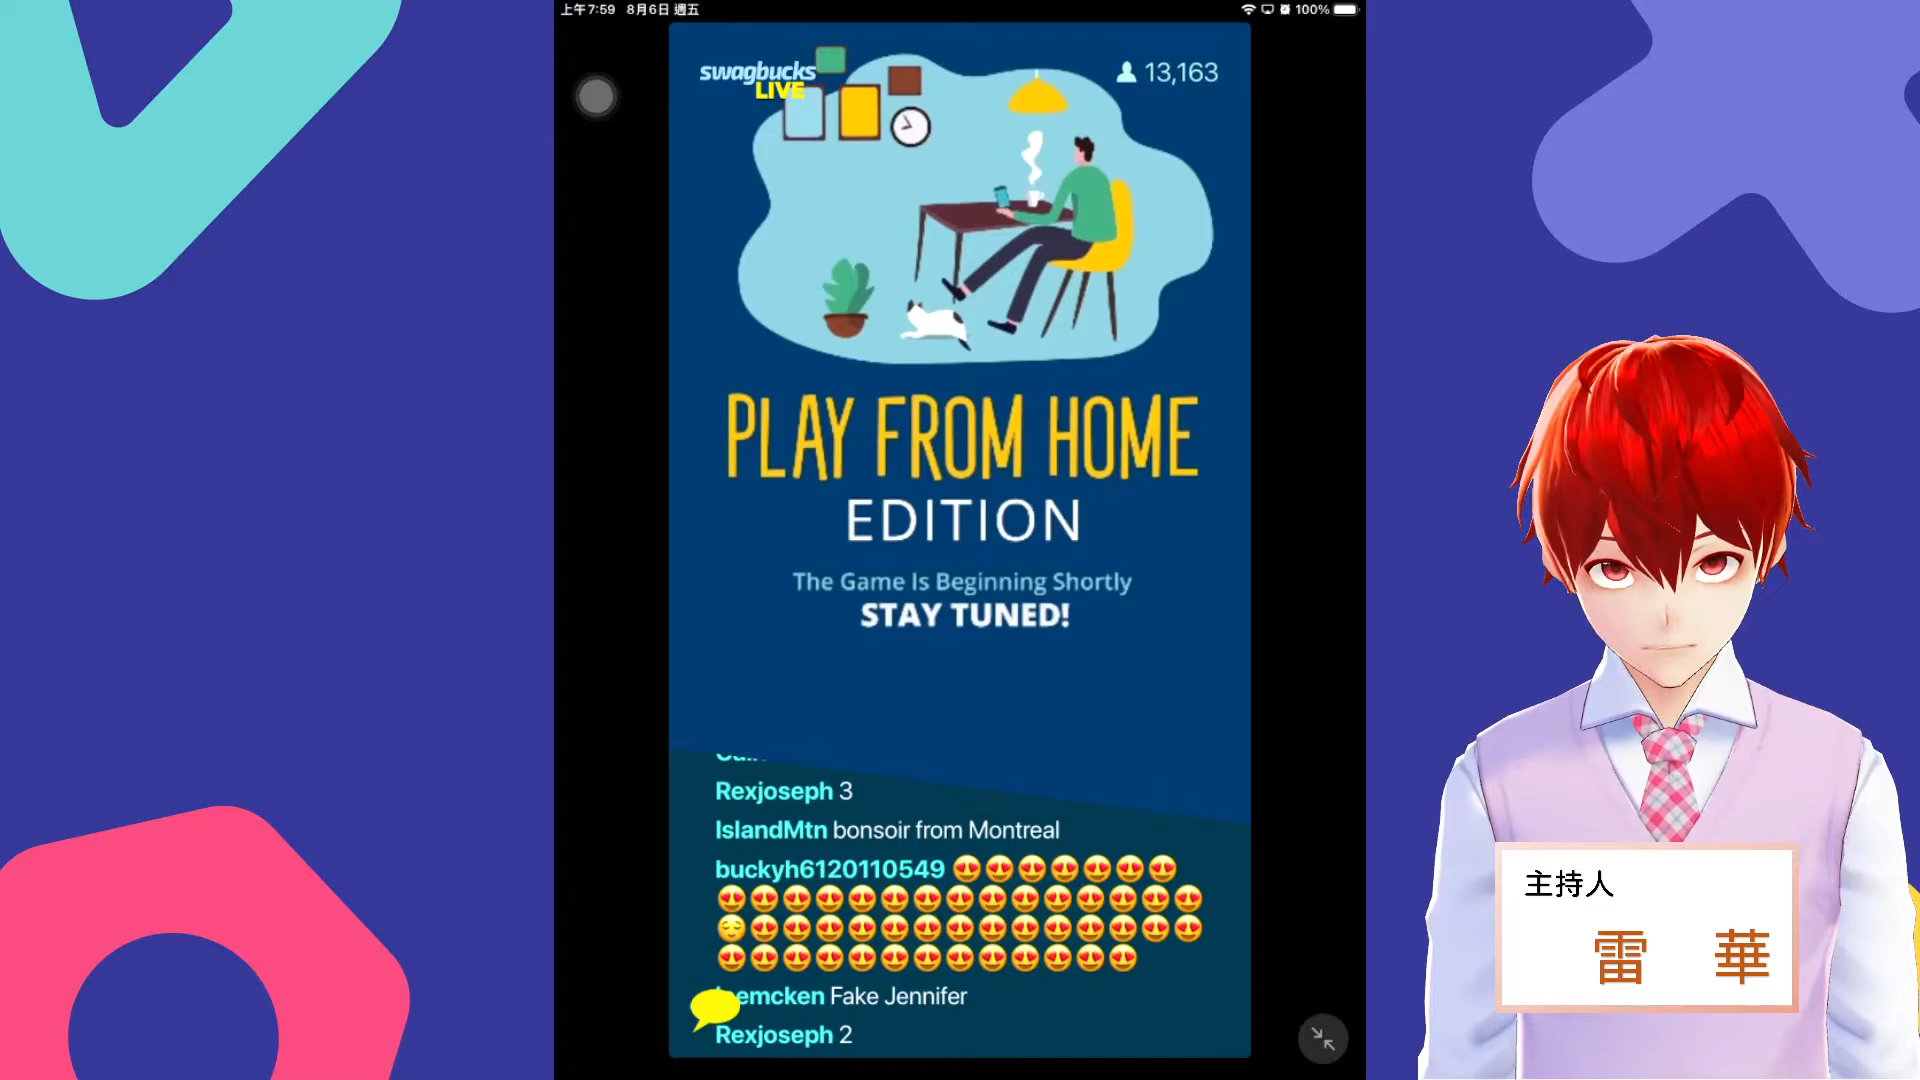 上午7:59 8月6日 週五
100%
swagbucks
LIVE
13,163
PLAY FROM HOME
EDITION
The Game Is Beginning Shortly
STAY TUNED!
Rexjoseph 3
IslandMtn bonsoir from Montreal
buckyh6120110549 😍😍😍😍😍😍😍
😍😍😍😍😍😍😍😍😍😍😍😍😍😍😍
😌😍😍😍😍😍😍😍😍😍😍😍😍😍😍
😍😍😍😍😍😍😍😍😍😍😍😍😍
Fake Jennifer
Rexjoseph 2
主持人
雷 華